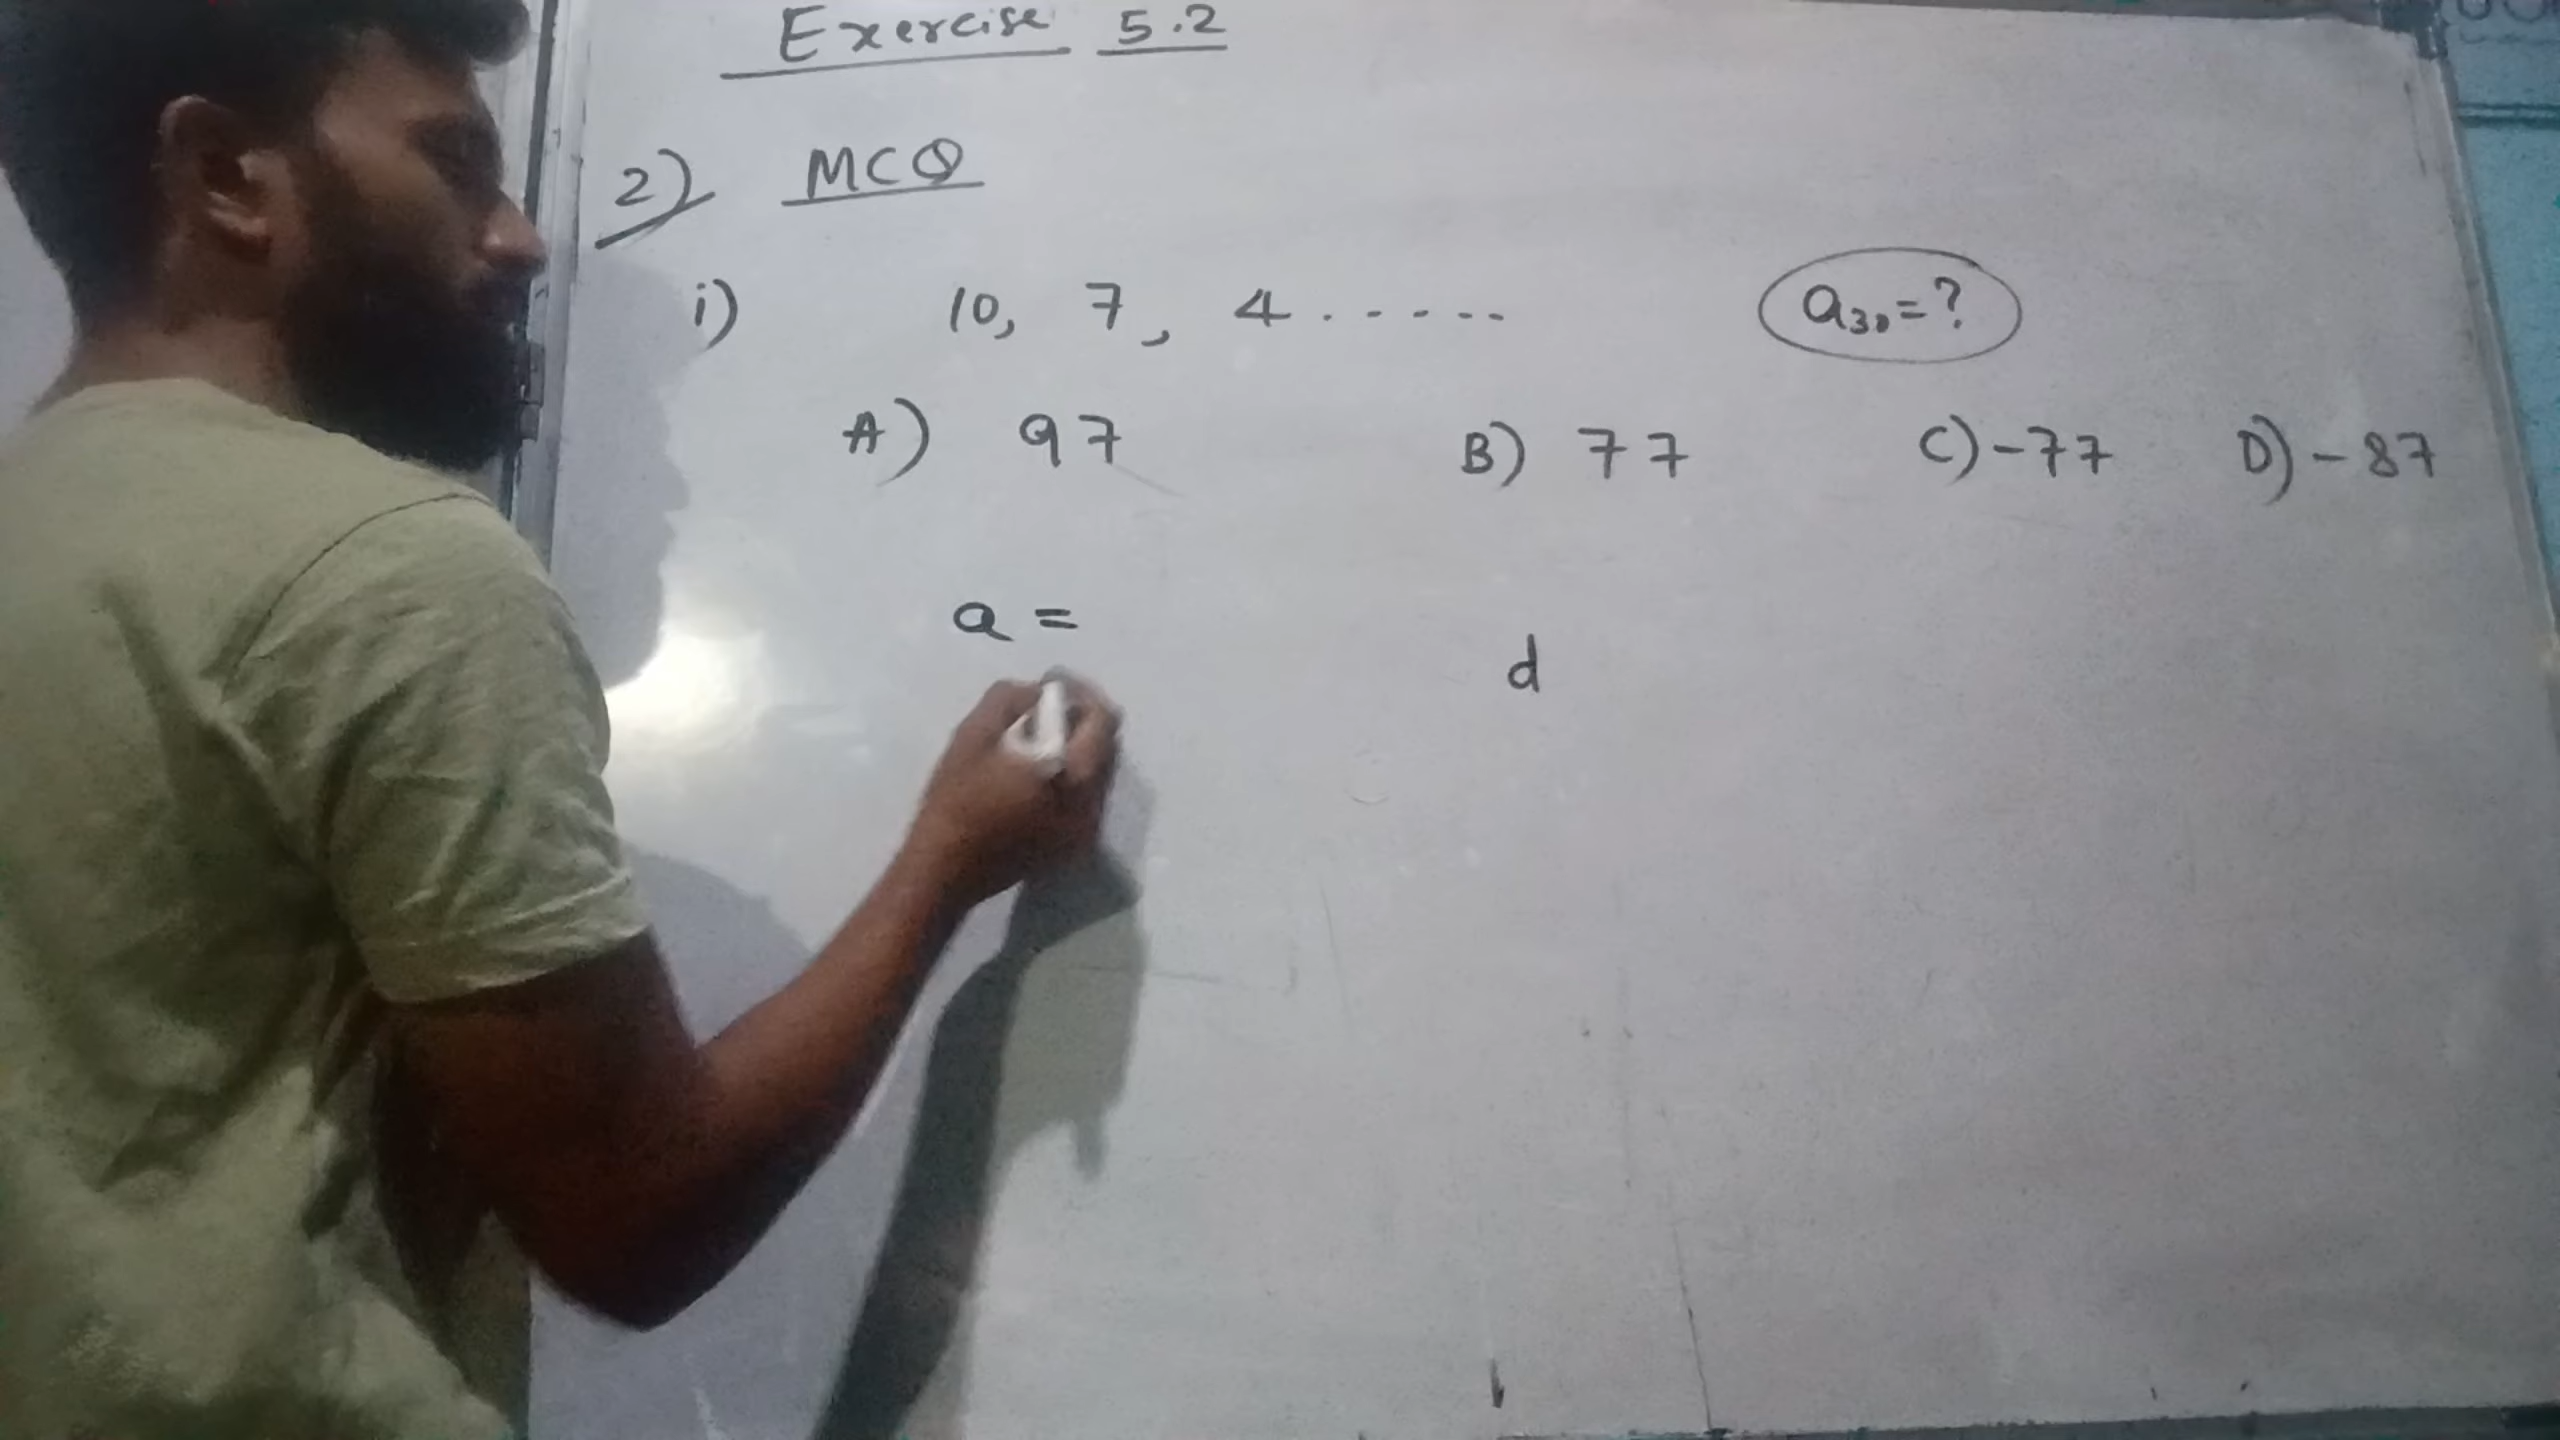 Exercise 5.2
2) MCQ
i) 10, 7, 4 ...... a₃₀=?
A) 97 B) 77 C) -77 D) -87
a = d